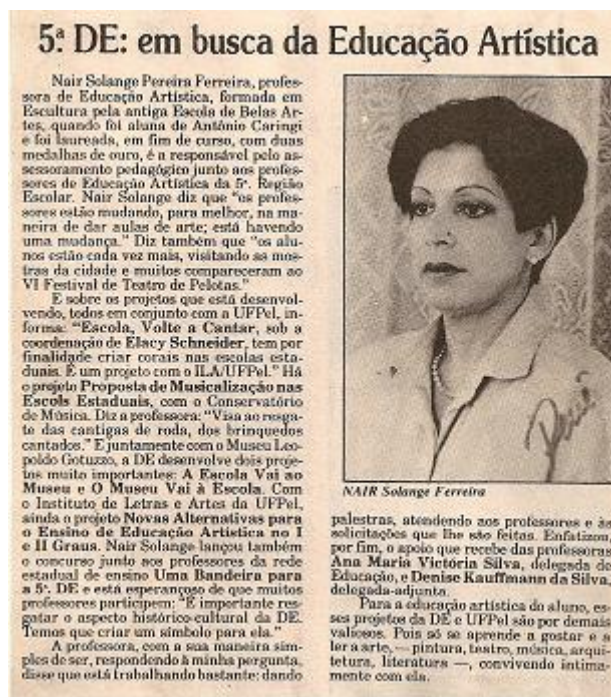 5ª DE: em busca da Educação Artística
Nair Solange Pereira Ferreira, profes-
sora de Educação Artística, formada em
Escultura pela antiga Escola de Belas Ar-
tes, quando foi aluna de Antônio Caringi
e foi laureada, em fim de curso, com duas
medalhas de ouro, é a responsável pelo as-
sessoramento pedagógico junto aos profes-
sores de Educação Artística da 5ª. Região
Escolar. Nair Solange diz que "os profes-
sores estão mudando, para melhor, na ma-
neira de dar aulas de arte; está havendo
uma mudança." Diz também que "os alu-
nos estão cada vez mais, visitando as mos-
tras da cidade e muitos compareceram ao
VI Festival de Teatro de Pelotas."
E sobre os projetos que está desenvol-
vendo, todos em conjunto com a UFPel, in-
forma: "Escola, Volte a Cantar, sob a
coordenação de Elacy Schneider, tem por
finalidade criar corais nas escolas esta-
duais. É um projeto com o ILA/UFPel." Há
o projeto Proposta de Musicalização nas
Escols Estaduais, com o Conservatório
de Música. Diz a professora: "Visa ao resga-
te das cantigas de roda, dos brinquedos
cantados." E juntamente com o Museu Leo-
poldo Gotuzzo, a DE desenvolve dois proje-
tos muito importantes: A Escola Vai ao
Museu e O Museu Vai à Escola. Com
o Instituto de Letras e Artes da UFPel,
ainda o projeto Novas Alternativas para
o Ensino de Educação Artística no I
e II Graus. Nair Solange lançou também
o concurso junto aos professores da rede
estadual de ensino Uma Bandeira para
a 5ª. DE e está esperançoso de que muitos
professores participem: "É importante res-
gatar o aspecto histórico-cultural da DE.
Temos que criar um símbolo para ela."
A professora, com a sua maneira sim-
ples de ser, respondendo à minha pergunta,
disse que está trabalhando bastante: dando
NAIR Solange Ferreira
palestras, atendendo aos professores e às
solicitações que lhe são feitas. Enfatizou,
por fim, o apoio que recebe das professoras
Ana Maria Victória Silva, delegada de
Educação, e Denise Kauffmann da Silva,
delegada-adjunta.
Para a educação artística do aluno, es-
ses projetos da DE e UFPel são por demais
valiosos. Pois só se aprende a gostar e a
ler a arte, — pintura, teatro, música, arqui-
tetura, literatura —, convivendo intima-
mente com ela.